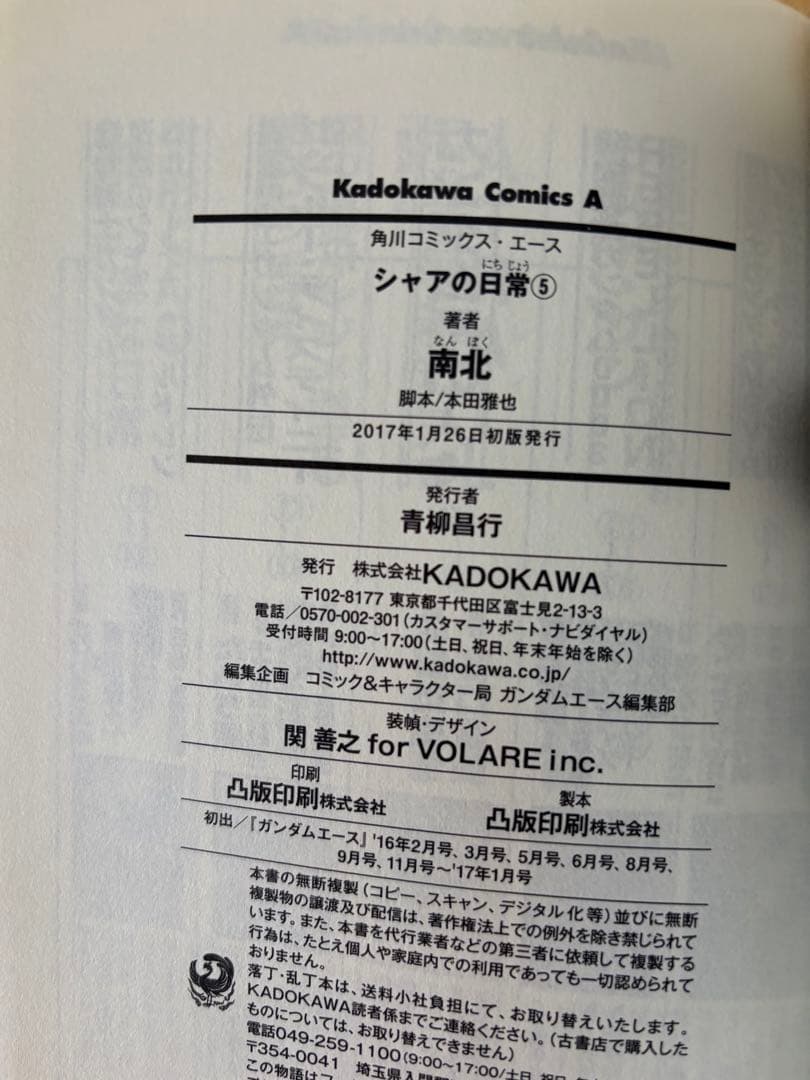 Kadokawa Comics A
角川コミックス・エース
にちじょう
シャアの日常⑤
著者
なんぼく
南北
脚本/本田雅也
2017年1月26日初版発行
発行者
青柳昌行
発行 株式会社KADOKAWA
〒102-8177 東京都千代田区富士見2-13-3
電話/0570-002-301(カスタマーサポート・ナビダイヤル)
受付時間 9:00〜17:00(土日、祝日、年末年始を除く)
http://www.kadokawa.co.jp/
編集企画 コミック&キャラクター局 ガンダムエース編集部
装幀・デザイン
関 善之 for VOLARE inc.
印刷
凸版印刷株式会社
製本
凸版印刷株式会社
初出/『ガンダムエース』'16年2月号、3月号、5月号、6月号、8月号、
9月号、11月号〜'17年1月号
本書の無断複製(コピー、スキャン、デジタル化等)並びに無断
複製物の譲渡及び配信は、著作権法上での例外を除き禁じられて
います。また、本書を代行業者などの第三者に依頼して複製する
行為は、たとえ個人や家庭内での利用であっても一切認められて
おりません。
落丁・乱丁本は、送料小社負担にて、お取り替えいたします。
KADOKAWA読者係までご連絡ください。(古書店で購入した
ものについては、お取り替えできません)
電話049-259-1100(9:00〜17:00/土日、祝日、年
〒354-0041 埼玉県入間郡
この物語はフ